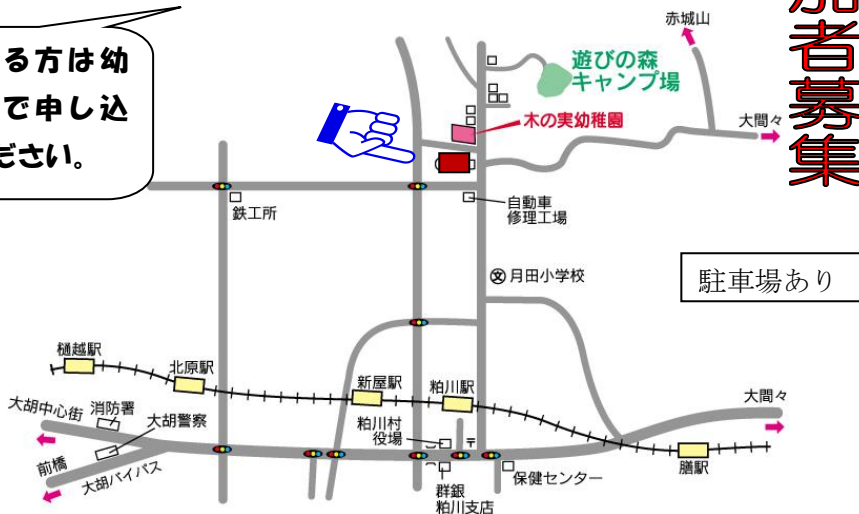 る方は幼
で申し込
ださい。
者募集
赤城山
遊びの森
キャンプ場
木の実幼稚園
大間々
鉄工所
自動車
修理工場
月田小学校
駐車場あり
樋越駅
北原駅
新屋駅
粕川駅
大間々
大胡中心街
消防署
大胡警察
粕川村
役場
〒
前橋
大胡バイパス
群銀
粕川支店
保健センター
膳駅